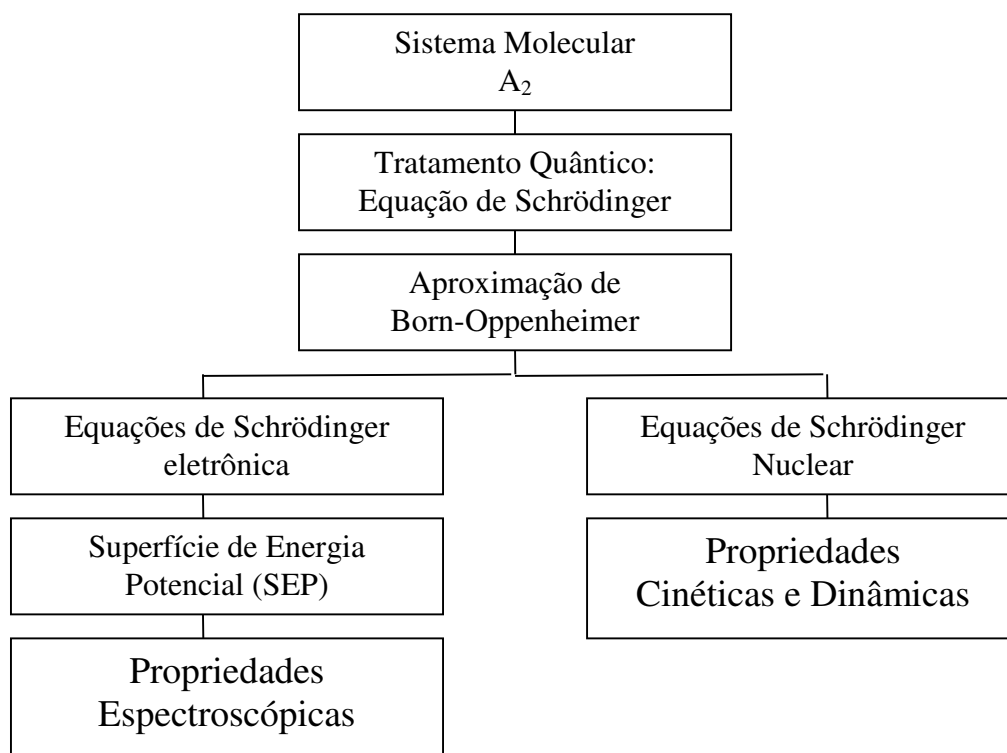 Sistema Molecular
A₂
Tratamento Quântico:
Equação de Schrödinger
Aproximação de
Born-Oppenheimer
Equações de Schrödinger
eletrônica
Equações de Schrödinger
Nuclear
Superfície de Energia
Potencial (SEP)
Propriedades
Cinéticas e Dinâmicas
Propriedades
Espectroscópicas